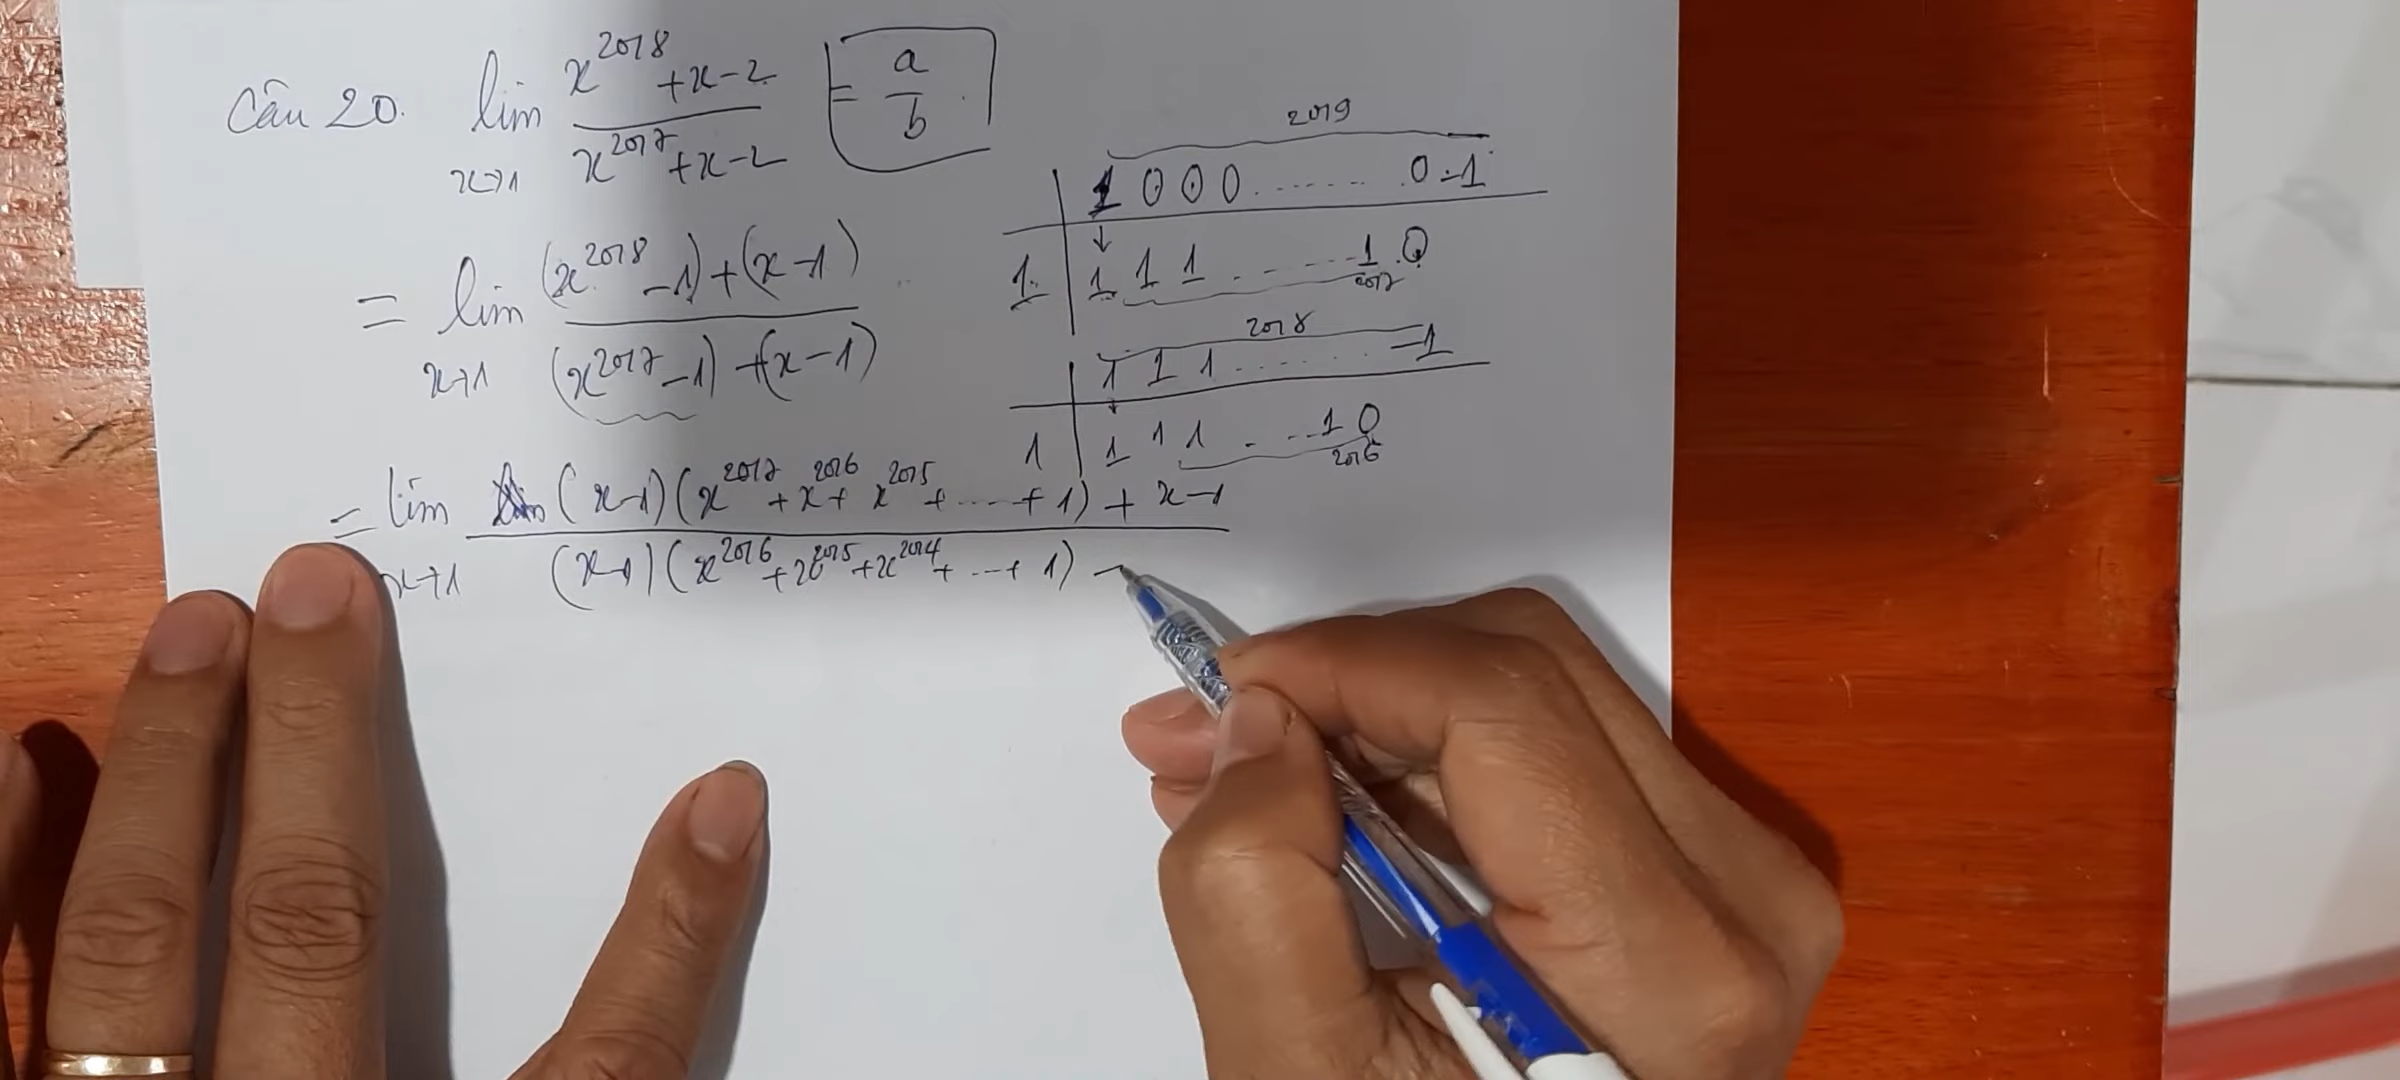 Câu 20. lim x→1 (x^2018 + x - 2)/(x^2017 + x - 2) = a/b
= lim x→1 ((x^2018 - 1) + (x - 1))/((x^2017 - 1) + (x - 1))
= lim x→1 ((x-1)(x^2017 + x^2016 + x^2015 + ... + 1) + x - 1)/((x-1)(x^2016 + x^2015 + x^2014 + ... + 1) -
2019
1 0 0 0 ....... 0 -1
1 | 1 1 1 ....... 1 0
2017
2018
1 1 1 ....... -1
1 | 1 1 1 ... 1 0
2016